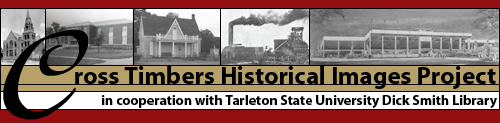 Cross Timbers Historical Images Project
in cooperation with Tarleton State University Dick Smith Library